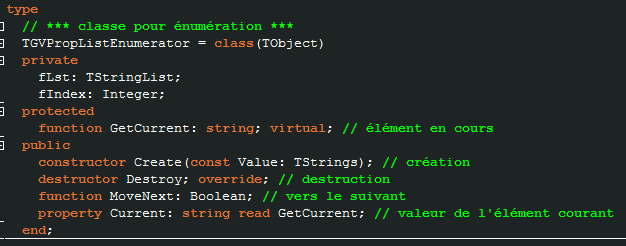 type
// *** classe pour énumération ***
TGVPropListEnumerator = class(TObject)
private
fLst: TStringList;
fIndex: Integer;
protected
function GetCurrent: string; virtual; // élément en cours
public
constructor Create(const Value: TStrings); // création
destructor Destroy; override; // destruction
function MoveNext: Boolean; // vers le suivant
property Current: string read GetCurrent; // valeur de l'élément courant
end;